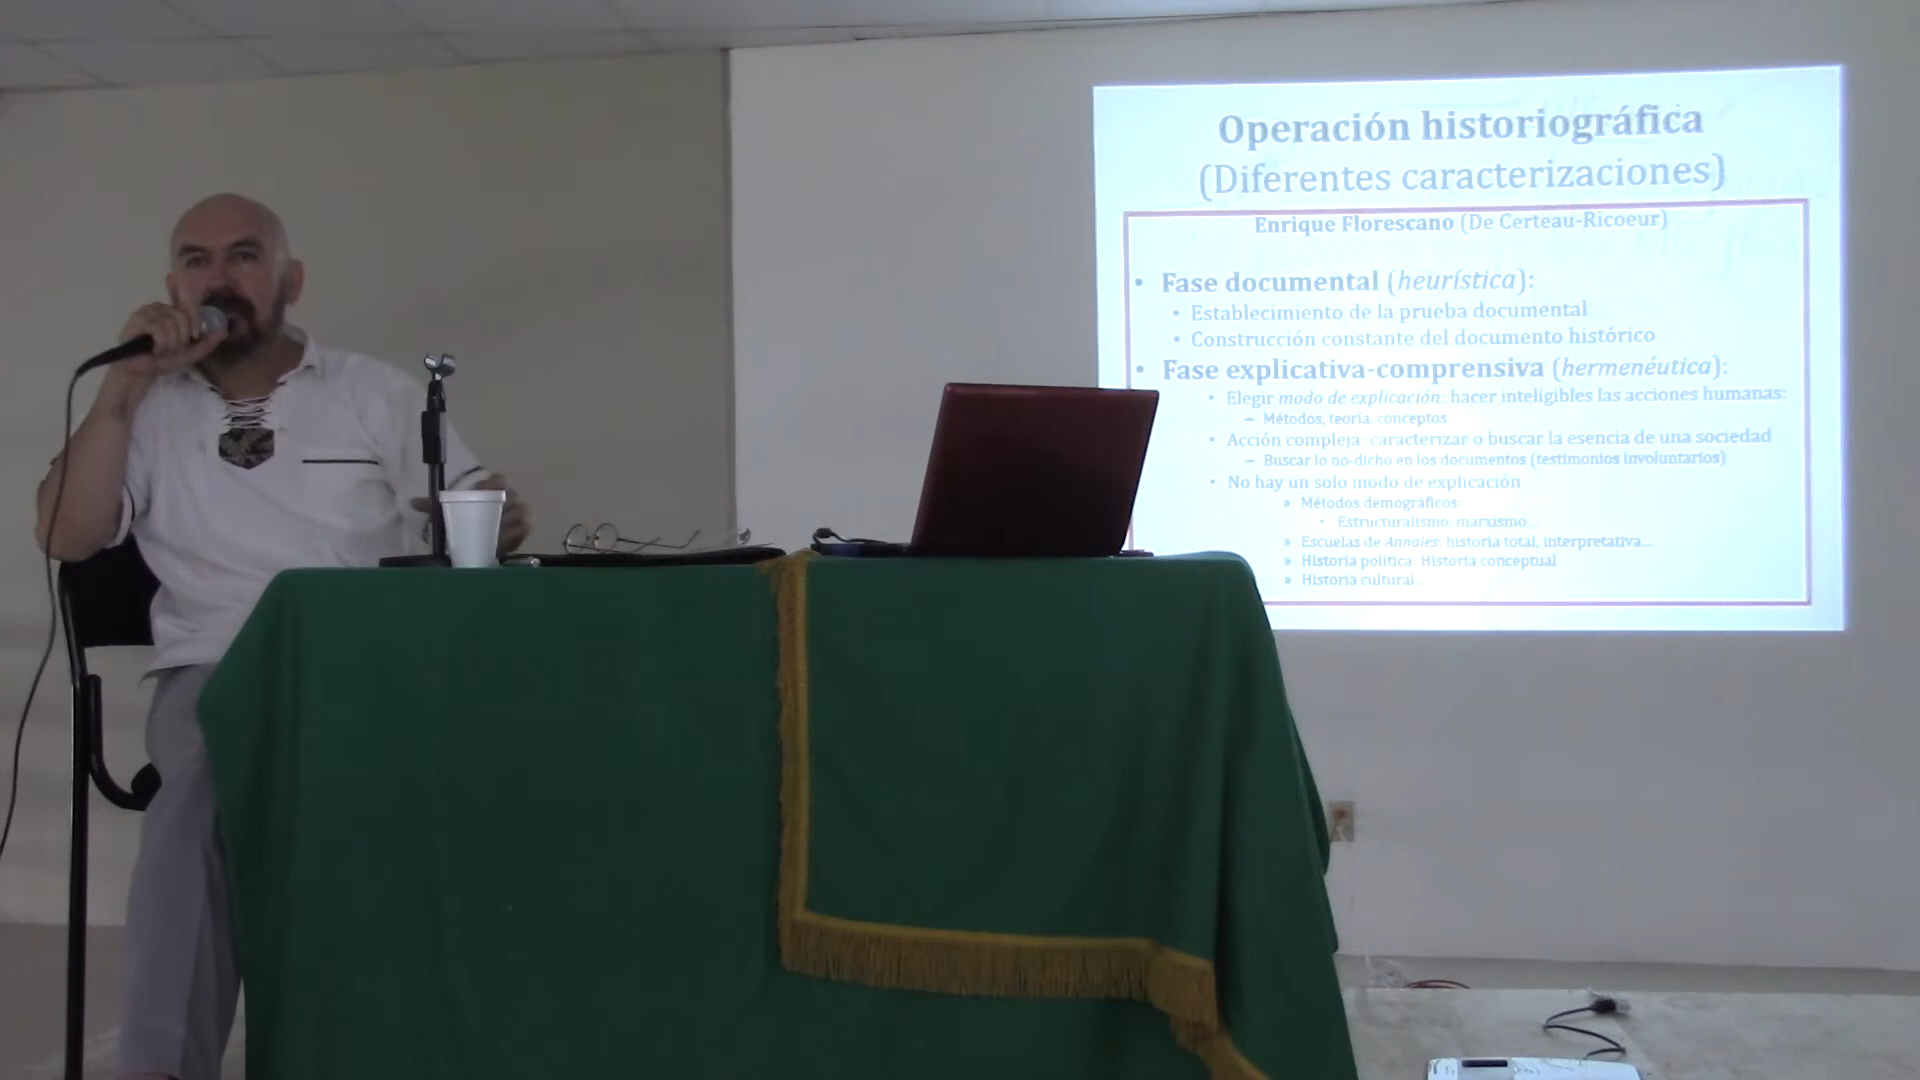 Operación historiográfica
(Diferentes caracterizaciones)
Enrique Florescano (De Certeau-Ricoeur)
• Fase documental (heurística):
• Establecimiento de la prueba documental
• Construcción constante del documento histórico
• Fase explicativa-comprensiva (hermenéutica):
• Elegir modo de explicación: hacer inteligibles las acciones humanas:
– Métodos, teoría, conceptos
• Acción compleja: caracterizar o buscar la esencia de una sociedad
– Buscar lo no-dicho en los documentos (testimonios involuntarios)
• No hay un solo modo de explicación
» Métodos demográficos
• Estructuralismo, marxismo...
» Escuelas de Annales: historia total, interpretativa...
» Historia política: Historia conceptual
» Historia cultural...